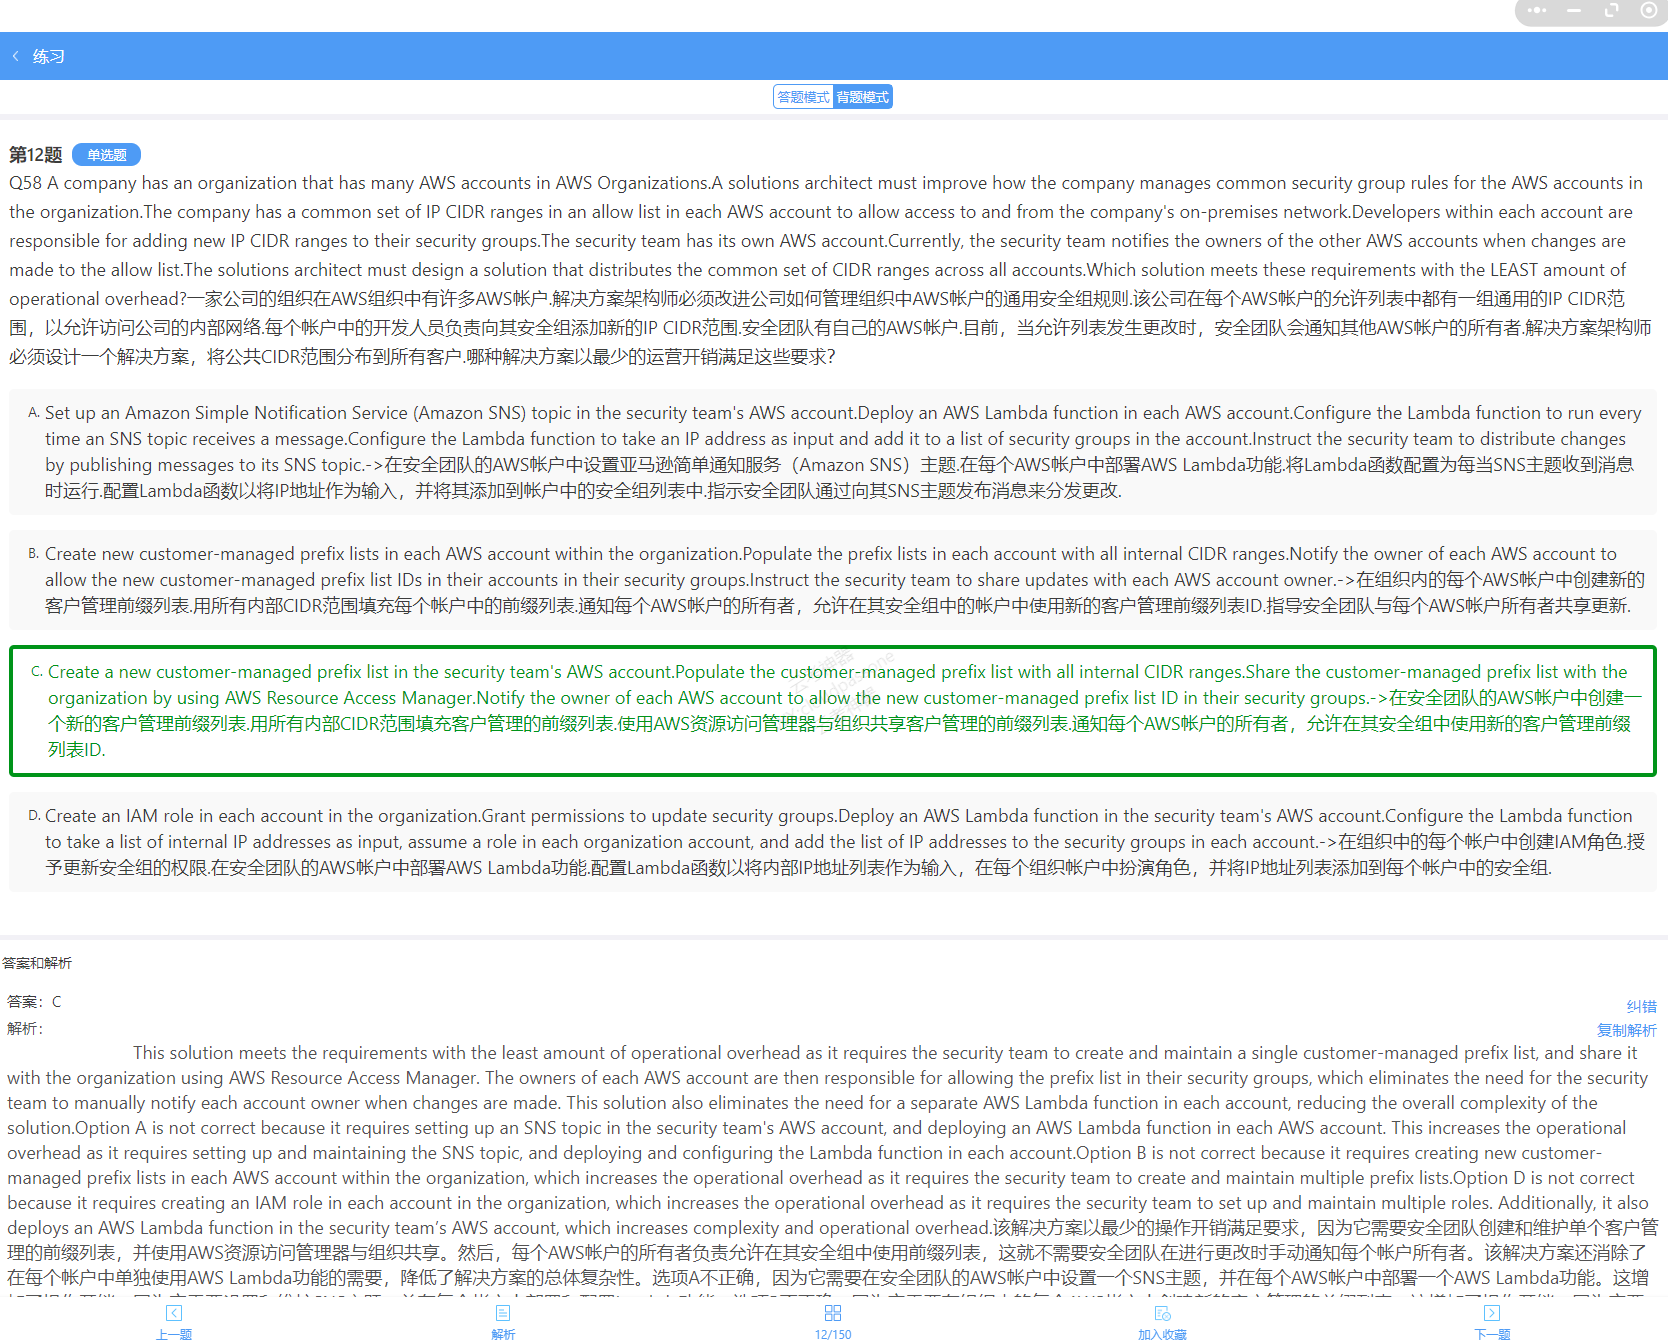 练习
答题模式 背题模式
第12题 单选题
Q58 A company has an organization that has many AWS accounts in AWS Organizations.A solutions architect must improve how the company manages common security group rules for the AWS accounts in
the organization.The company has a common set of IP CIDR ranges in an allow list in each AWS account to allow access to and from the company's on-premises network.Developers within each account are
responsible for adding new IP CIDR ranges to their security groups.The security team has its own AWS account.Currently, the security team notifies the owners of the other AWS accounts when changes are
made to the allow list.The solutions architect must design a solution that distributes the common set of CIDR ranges across all accounts.Which solution meets these requirements with the LEAST amount of
operational overhead?一家公司的组织在AWS组织中有许多AWS帐户.解决方案架构师必须改进公司如何管理组织中AWS帐户的通用安全组规则.该公司在每个AWS帐户的允许列表中都有一组通用的IP CIDR范
围，以允许访问公司的内部网络.每个帐户中的开发人员负责向其安全组添加新的IP CIDR范围.安全团队有自己的AWS帐户.目前，当允许列表发生更改时，安全团队会通知其他AWS帐户的所有者.解决方案架构师
必须设计一个解决方案，将公共CIDR范围分布到所有客户.哪种解决方案以最少的运营开销满足这些要求？
A. Set up an Amazon Simple Notification Service (Amazon SNS) topic in the security team's AWS account.Deploy an AWS Lambda function in each AWS account.Configure the Lambda function to run every
time an SNS topic receives a message.Configure the Lambda function to take an IP address as input and add it to a list of security groups in the account.Instruct the security team to distribute changes
by publishing messages to its SNS topic.->在安全团队的AWS帐户中设置亚马逊简单通知服务（Amazon SNS）主题.在每个AWS帐户中部署AWS Lambda功能.将Lambda函数配置为每当SNS主题收到消息
时运行.配置Lambda函数以将IP地址作为输入，并将其添加到帐户中的安全组列表中.指示安全团队通过向其SNS主题发布消息来分发更改.
B. Create new customer-managed prefix lists in each AWS account within the organization.Populate the prefix lists in each account with all internal CIDR ranges.Notify the owner of each AWS account to
allow the new customer-managed prefix list IDs in their accounts in their security groups.Instruct the security team to share updates with each AWS account owner.->在组织内的每个AWS帐户中创建新的
客户管理前缀列表.用所有内部CIDR范围填充每个帐户中的前缀列表.通知每个AWS帐户的所有者，允许在其安全组中的帐户中使用新的客户管理前缀列表ID.指导安全团队与每个AWS帐户所有者共享更新.
C. Create a new customer-managed prefix list in the security team's AWS account.Populate the customer-managed prefix list with all internal CIDR ranges.Share the customer-managed prefix list with the
organization by using AWS Resource Access Manager.Notify the owner of each AWS account to allow the new customer-managed prefix list ID in their security groups.->在安全团队的AWS帐户中创建一
个新的客户管理前缀列表.用所有内部CIDR范围填充客户管理的前缀列表.使用AWS资源访问管理器与组织共享客户管理的前缀列表.通知每个AWS帐户的所有者，允许在其安全组中使用新的客户管理前缀
列表ID.
D. Create an IAM role in each account in the organization.Grant permissions to update security groups.Deploy an AWS Lambda function in the security team's AWS account.Configure the Lambda function
to take a list of internal IP addresses as input, assume a role in each organization account, and add the list of IP addresses to the security groups in each account.->在组织中的每个帐户中创建IAM角色.授
予更新安全组的权限.在安全团队的AWS帐户中部署AWS Lambda功能.配置Lambda函数以将内部IP地址列表作为输入，在每个组织帐户中扮演角色，并将IP地址列表添加到每个帐户中的安全组.
答案和解析
答案：C
纠错
解析：
复制解析
This solution meets the requirements with the least amount of operational overhead as it requires the security team to create and maintain a single customer-managed prefix list, and share it
with the organization using AWS Resource Access Manager. The owners of each AWS account are then responsible for allowing the prefix list in their security groups, which eliminates the need for the security
team to manually notify each account owner when changes are made. This solution also eliminates the need for a separate AWS Lambda function in each account, reducing the overall complexity of the
solution.Option A is not correct because it requires setting up an SNS topic in the security team's AWS account, and deploying an AWS Lambda function in each AWS account. This increases the operational
overhead as it requires setting up and maintaining the SNS topic, and deploying and configuring the Lambda function in each account.Option B is not correct because it requires creating new customer-
managed prefix lists in each AWS account within the organization, which increases the operational overhead as it requires the security team to create and maintain multiple prefix lists.Option D is not correct
because it requires creating an IAM role in each account in the organization, which increases the operational overhead as it requires the security team to set up and maintain multiple roles. Additionally, it also
deploys an AWS Lambda function in the security team’s AWS account, which increases complexity and operational overhead.该解决方案以最少的操作开销满足要求，因为它需要安全团队创建和维护单个客户管
理的前缀列表，并使用AWS资源访问管理器与组织共享。然后，每个AWS帐户的所有者负责允许在其安全组中使用前缀列表，这就不需要安全团队在进行更改时手动通知每个帐户所有者。该解决方案还消除了
在每个帐户中单独使用AWS Lambda功能的需要，降低了解决方案的总体复杂性。选项A不正确，因为它需要在安全团队的AWS帐户中设置一个SNS主题，并在每个AWS帐户中部署一个AWS Lambda功能。这增
上一题 解析 12/150 加入收藏 下一题